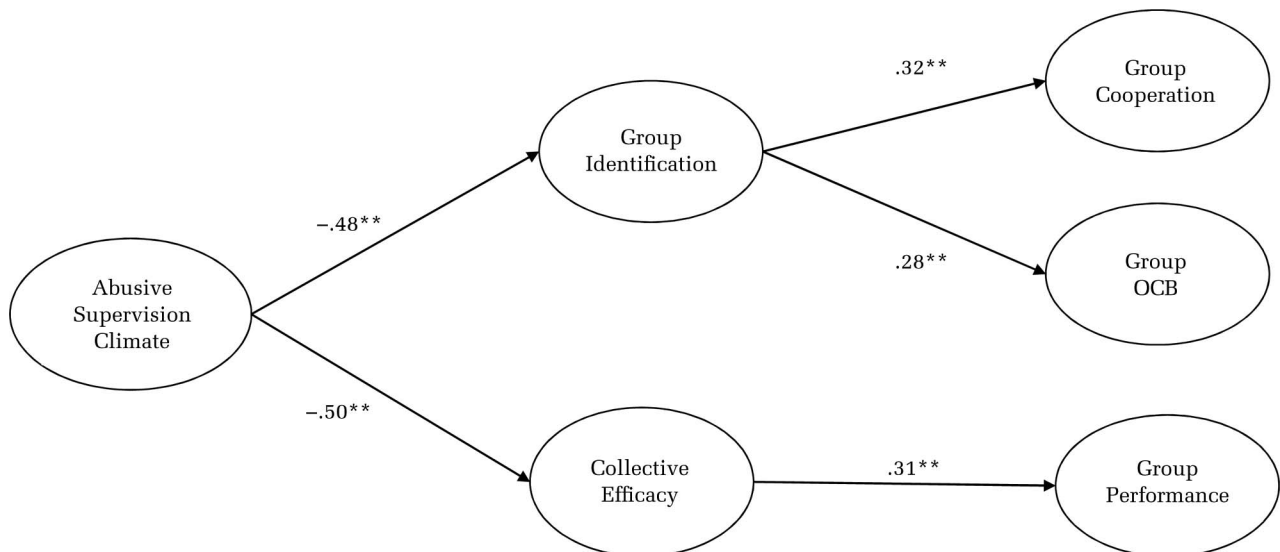 Group
Cooperation
.32**
Group
Identification
−.48**
.28**
Group
OCB
Abusive
Supervision
Climate
−.50**
Collective
Efficacy
.31**
Group
Performance